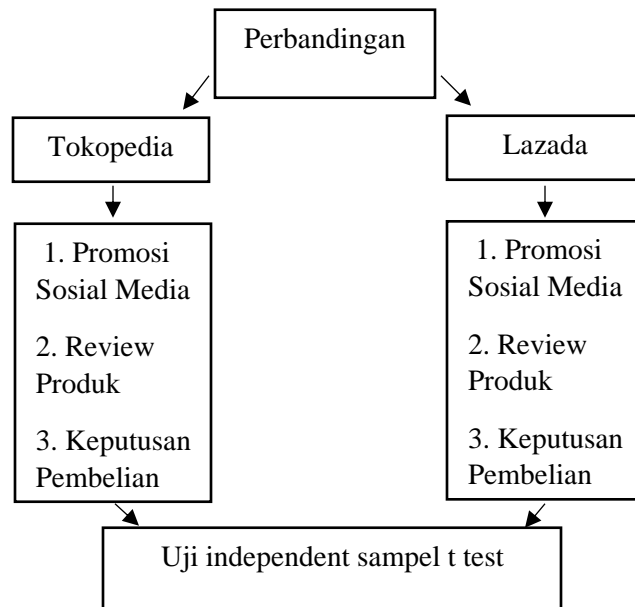 Perbandingan
Tokopedia
Lazada
1. Promosi
Sosial Media
2. Review
Produk
3. Keputusan
Pembelian
1. Promosi
Sosial Media
2. Review
Produk
3. Keputusan
Pembelian
Uji independent sampel t test